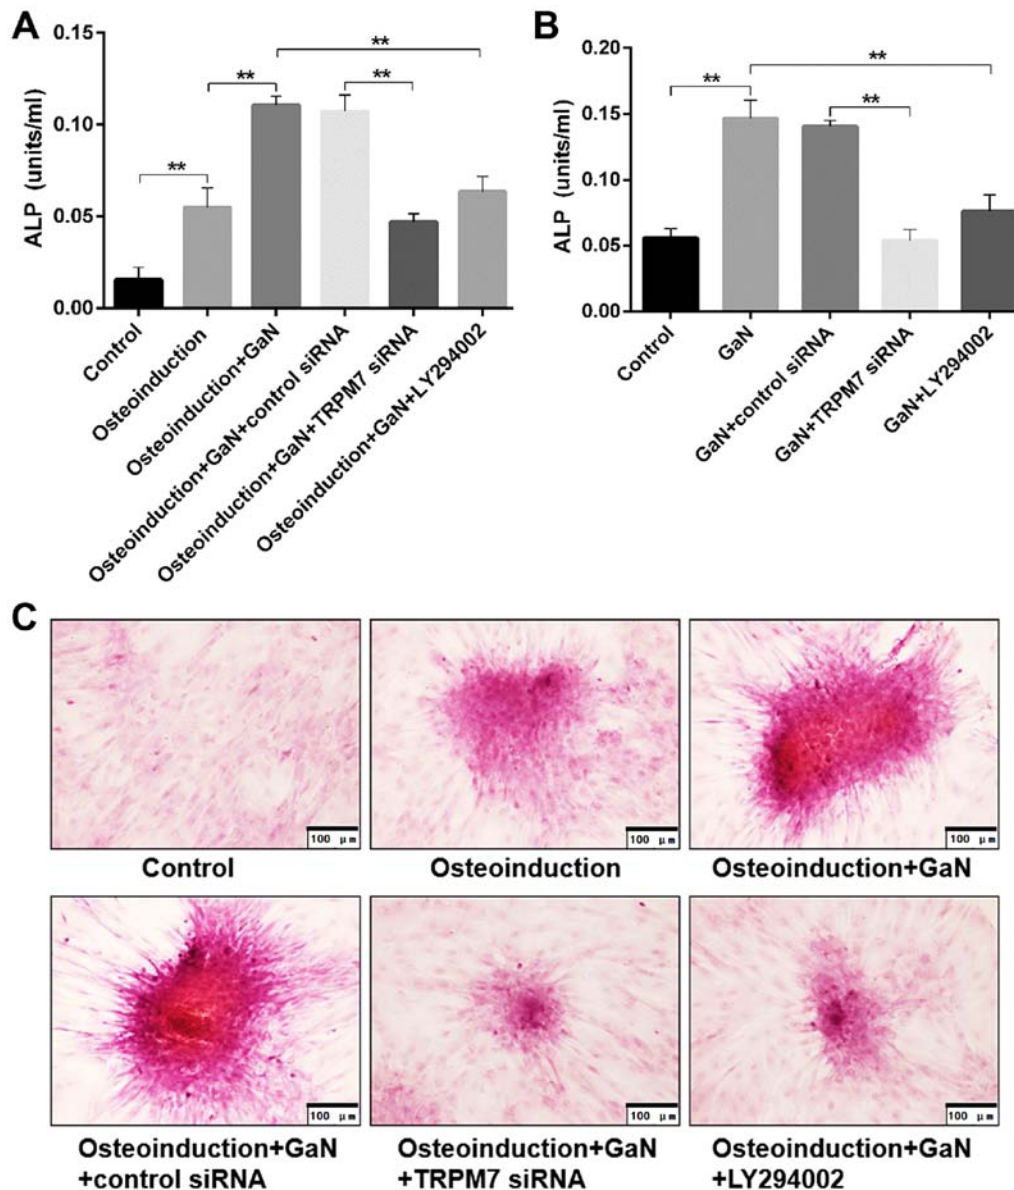 A
0.15
0.10
0.05
0.00
ALP (units/ml)
**
**
**
**
Control
Osteoinduction
Osteoinduction+GaN
Osteoinduction+GaN+control siRNA
Osteoinduction+GaN+TRPM7 siRNA
Osteoinduction+GaN+LY294002
B
0.20
0.15
0.10
0.05
0.00
ALP (units/ml)
**
**
**
Control
GaN
GaN+control siRNA
GaN+TRPM7 siRNA
GaN+LY294002
C
100 μm
100 μm
100 μm
Control
Osteoinduction
Osteoinduction+GaN
100 μm
100 μm
100 μm
Osteoinduction+GaN
+control siRNA
Osteoinduction+GaN
+TRPM7 siRNA
Osteoinduction+GaN
+LY294002